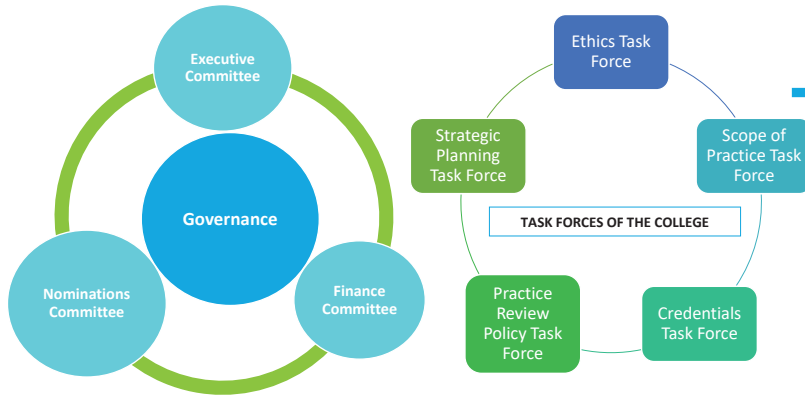 Executive
Committee
Governance
Nominations
Committee
Finance
Committee
Ethics Task
Force
Strategic
Planning
Task Force
Scope of
Practice Task
Force
TASK FORCES OF THE COLLEGE
Practice
Review
Policy Task
Force
Credentials
Task Force